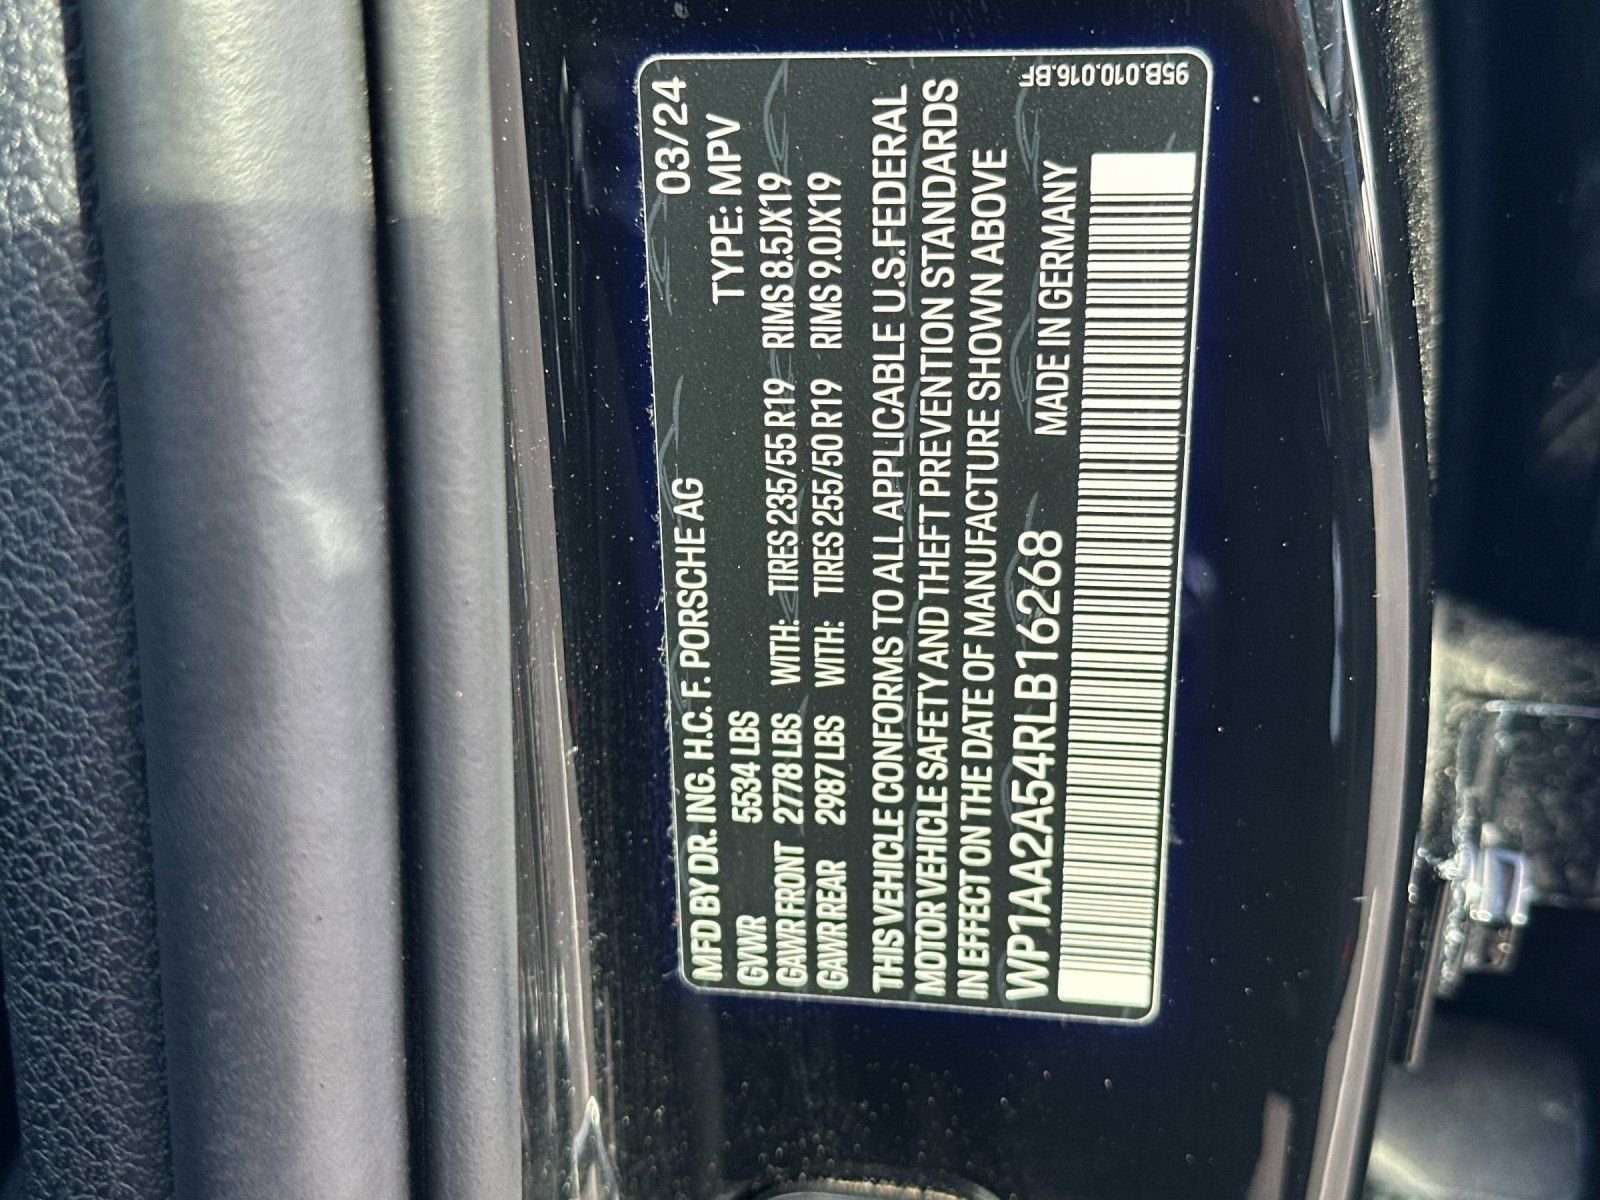 MFD BY DR. ING. H.C. F. PORSCHE AG 03/24
GVWR 5534 LBS TYPE: MPV
GAWR FRONT 2778 LBS WITH: TIRES 235/55 R19 RIMS 8.5JX19
GAWR REAR 2987 LBS WITH: TIRES 255/50 R19 RIMS 9.0JX19
THIS VEHICLE CONFORMS TO ALL APPLICABLE U.S.FEDERAL
MOTOR VEHICLE SAFETY AND THEFT PREVENTION STANDARDS
IN EFFECT ON THE DATE OF MANUFACTURE SHOWN ABOVE
WP1AA2A54RLB16268 MADE IN GERMANY
95B.010.016.BF